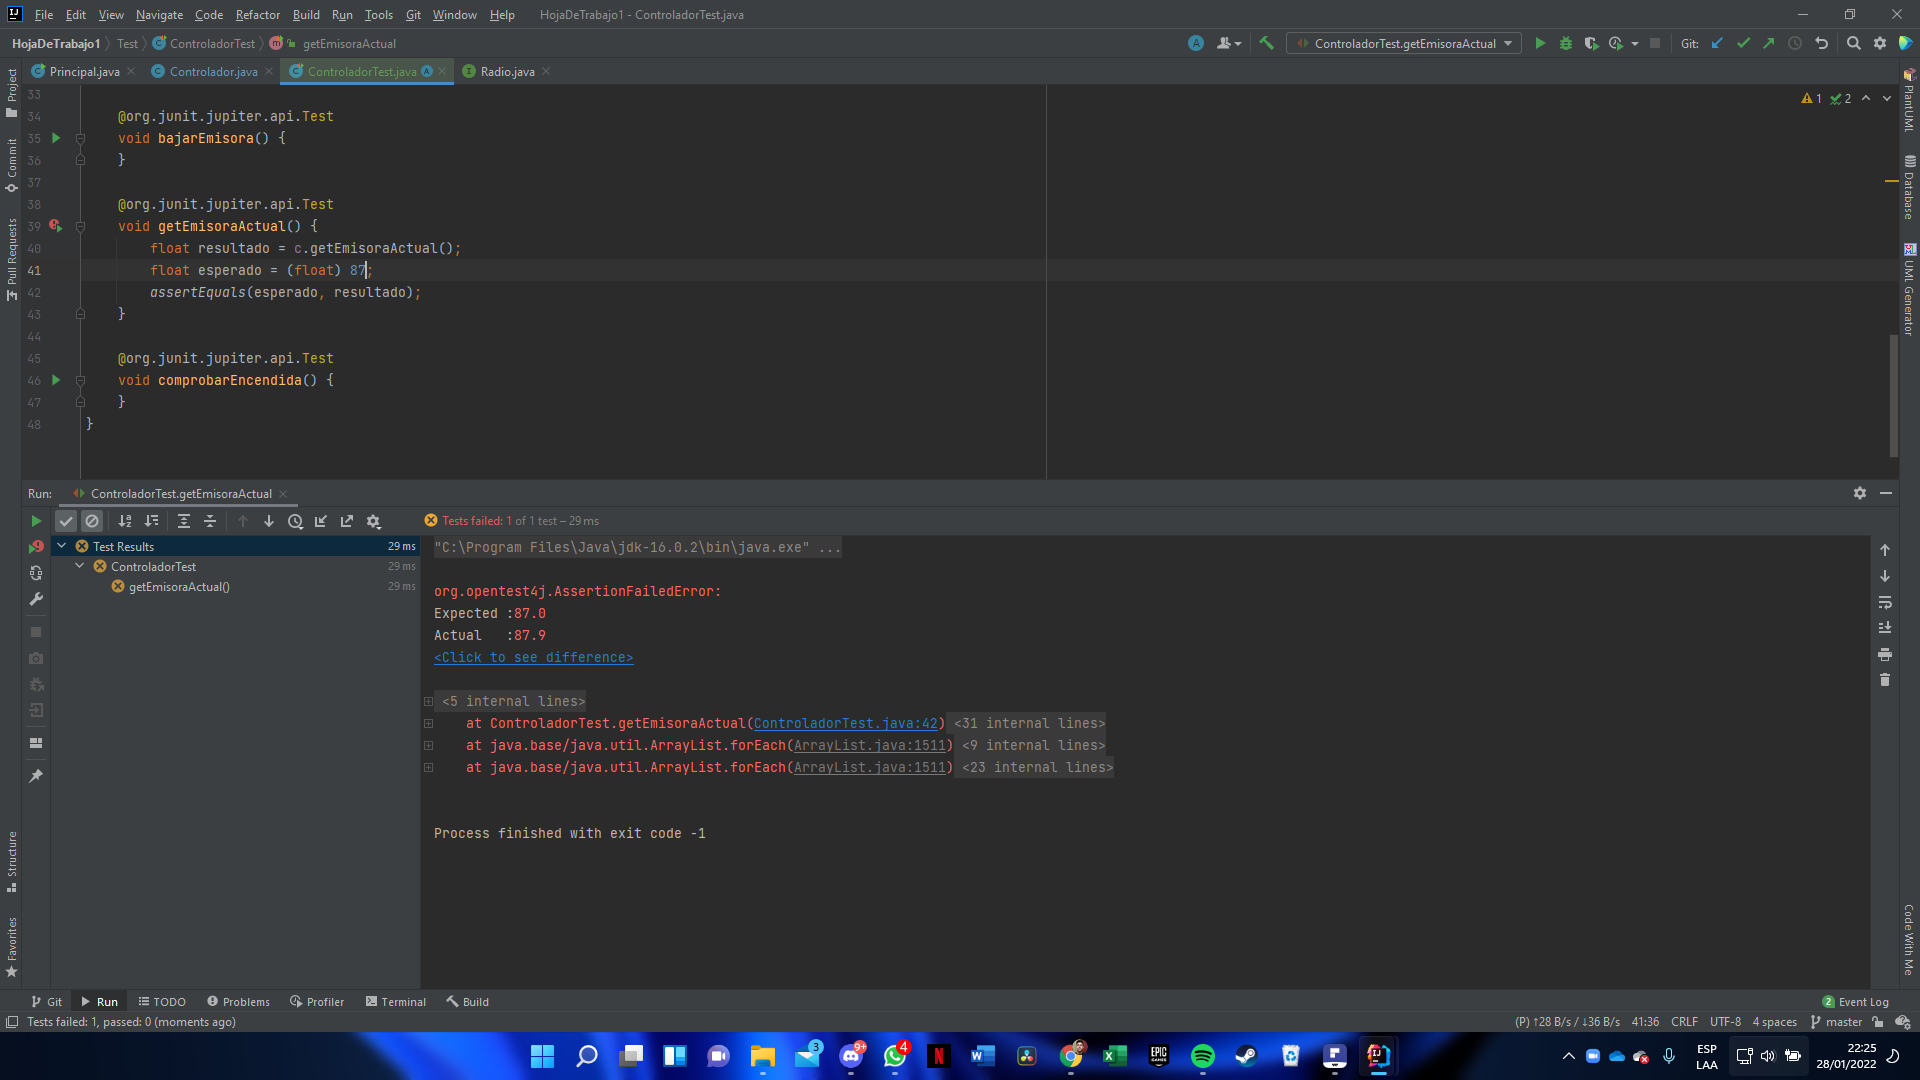 File Edit View Navigate Code Refactor Build Run Tools Git Window Help HojaDeTrabajo1 - ControladorTest.java
HojaDeTrabajo1 Test ControladorTest getEmisoraActual
ControladorTest.getEmisoraActual Git:
Principal.java Controlador.java ControladorTest.java Radio.java
Project
Commit
Pull Requests
Structure
Favorites
PlantUML
Database
UML Generator
Code With Me
1 2
33
34 @org.junit.jupiter.api.Test
35 void bajarEmisora() {
36 }
37
38 @org.junit.jupiter.api.Test
39 void getEmisoraActual() {
40 float resultado = c.getEmisoraActual();
41 float esperado = (float) 87;
42 assertEquals(esperado, resultado);
43 }
44
45 @org.junit.jupiter.api.Test
46 void comprobarEncendida() {
47 }
48 }
Run: ControladorTest.getEmisoraActual
Tests failed: 1 of 1 test – 29 ms
Test Results 29 ms
ControladorTest 29 ms
getEmisoraActual() 29 ms
"C:\Program Files\Java\jdk-16.0.2\bin\java.exe" ...
org.opentest4j.AssertionFailedError:
Expected :87.0
Actual   :87.9
<Click to see difference>
<5 internal lines>
at ControladorTest.getEmisoraActual(ControladorTest.java:42) <31 internal lines>
at java.base/java.util.ArrayList.forEach(ArrayList.java:1511) <9 internal lines>
at java.base/java.util.ArrayList.forEach(ArrayList.java:1511) <23 internal lines>
Process finished with exit code -1
Git Run TODO Problems Profiler Terminal Build 2 Event Log
Tests failed: 1, passed: 0 (moments ago) (P) ↑28 B/s / ↓36 B/s 41:36 CRLF UTF-8 4 spaces master
3 9+ 4 N W X EPIC GAMES
ESP
LAA
22:25
28/01/2022